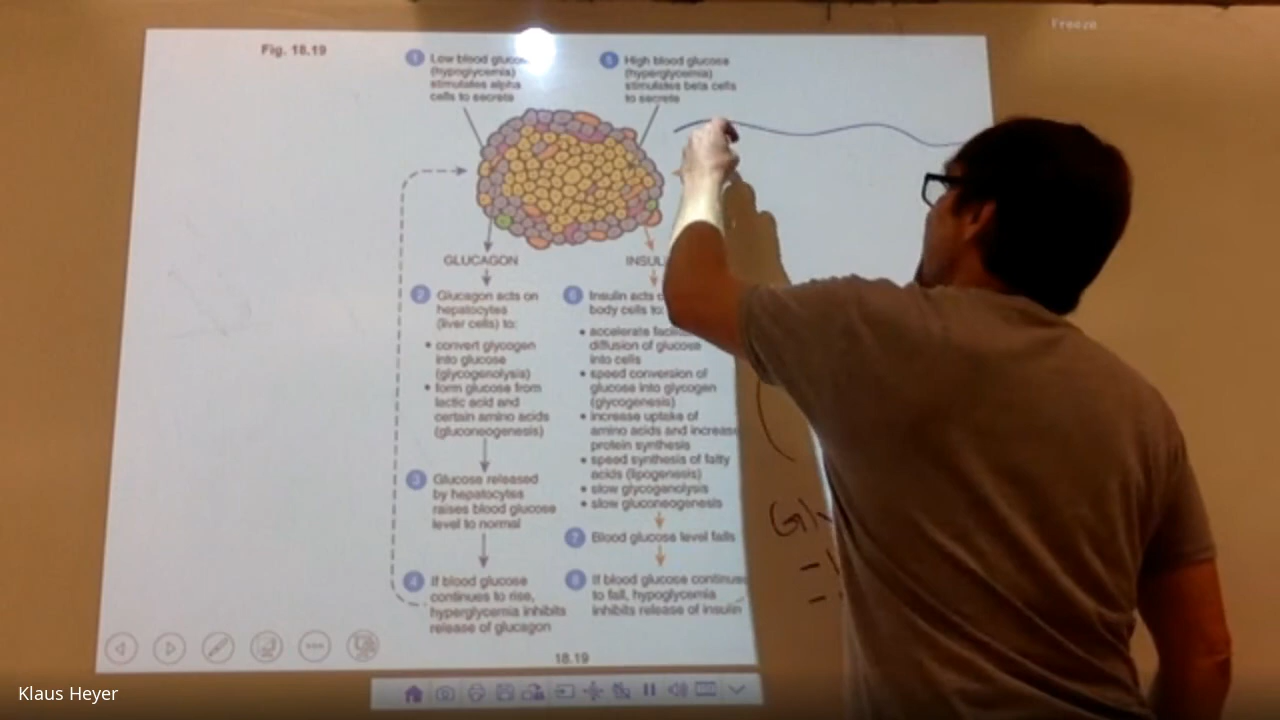 Freeze
Fig. 18.19
1 Low blood
(hypoglycemia)
stimulates alpha
cells to secrete
5 High blood glucose
(hyperglycemia)
stimulates beta cells
to secrete
GLUCAGON
2 Glucagon acts on
hepatocytes
(liver cells) to:
• convert glycogen
into glucose
(glycogenolysis)
• form glucose from
lactic acid and
certain amino acids
(gluconeogenesis)
3 Glucose released
by hepatocytes
raises blood glucose
level to normal
4 If blood glucose
continues to rise,
hyperglycemia inhibits
release of glucagon
INSUL
6 Insulin acts
body cells to:
• accelerate
diffusion of glucose
into cells
• speed conversion of
glucose into glycogen
(glycogenesis)
• increase uptake of
amino acids and increase
protein synthesis
• speed synthesis of fatty
acids (lipogenesis)
• slow glycogenolysis
• slow gluconeogenesis
7 Blood glucose level falls
8 If blood glucose continues
to fall, hypoglycemia
inhibits release of insulin
18.19
Klaus Heyer